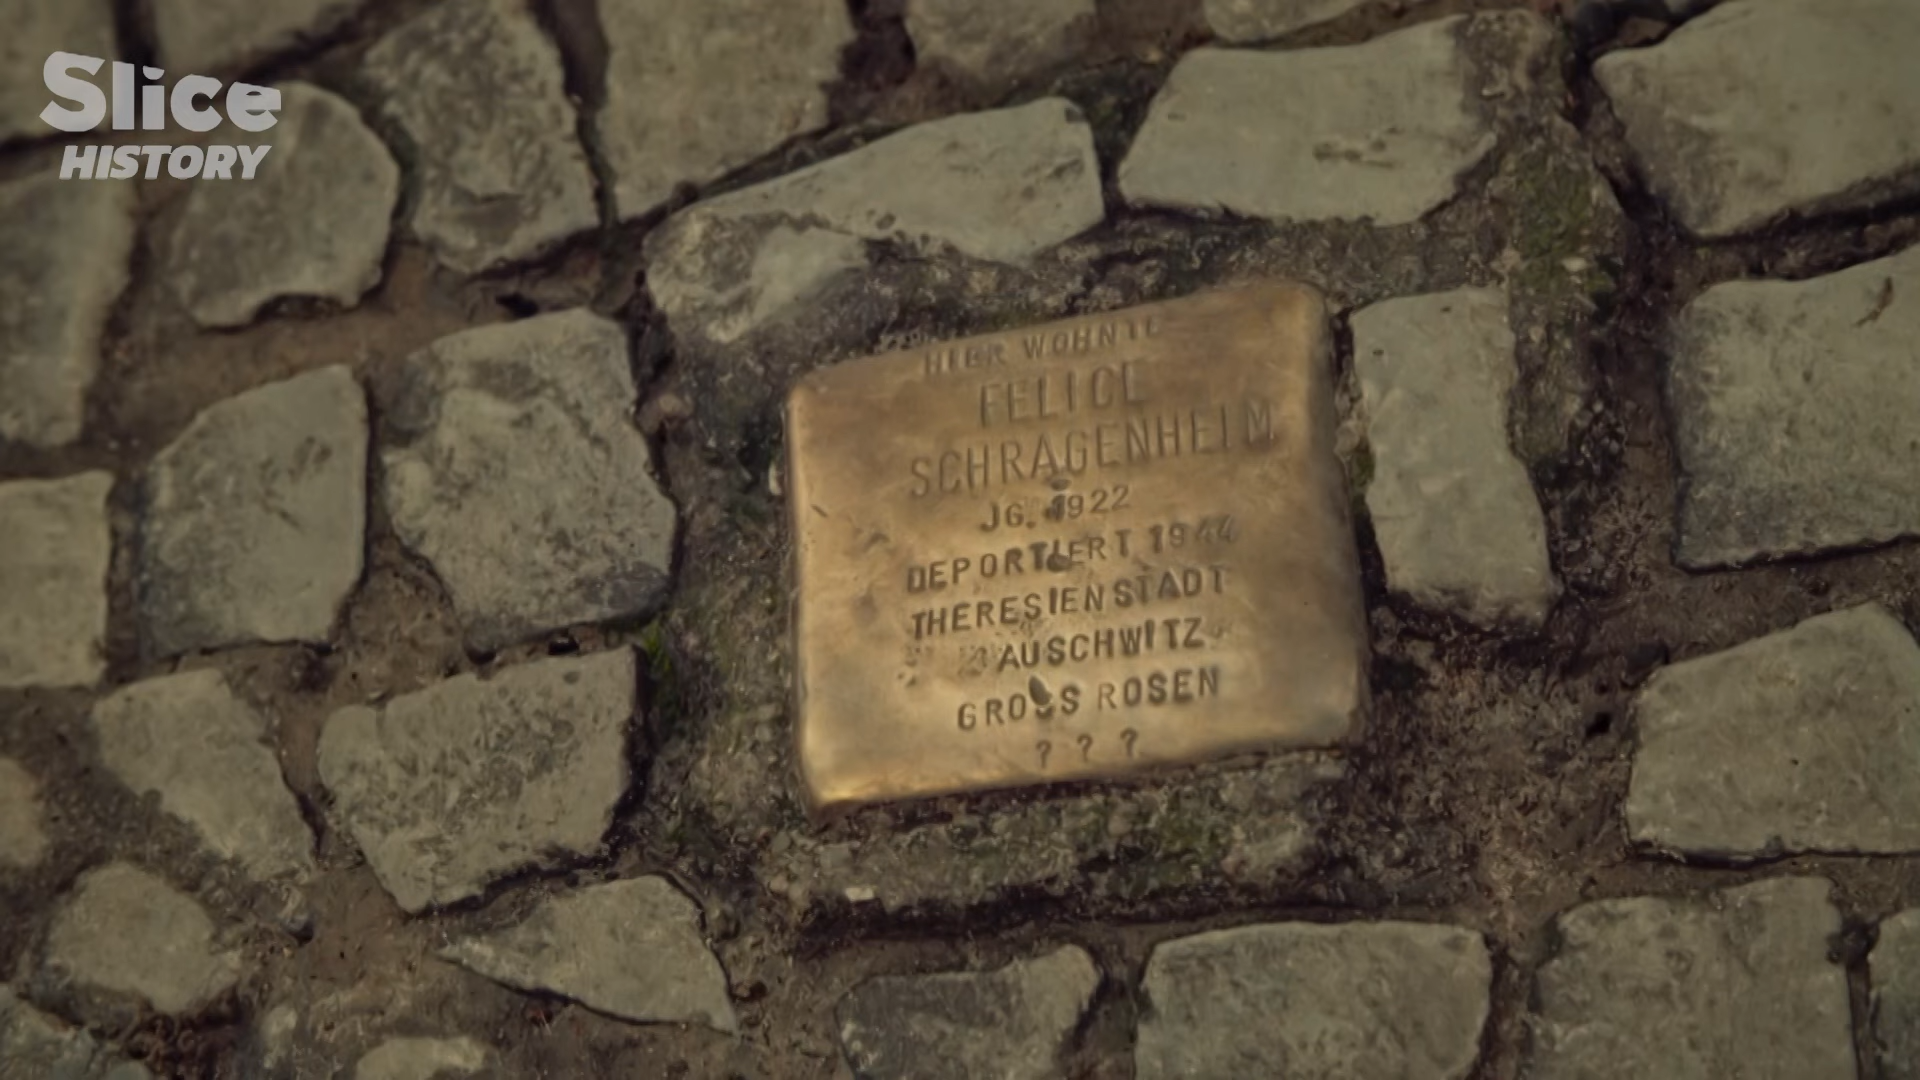 Slice
HISTORY
HIER WOHNTE
FELICE
SCHRAGENHEIM
JG. 1922
DEPORTIERT 1944
THERESIENSTADT
AUSCHWITZ
GROSS ROSEN
? ? ?